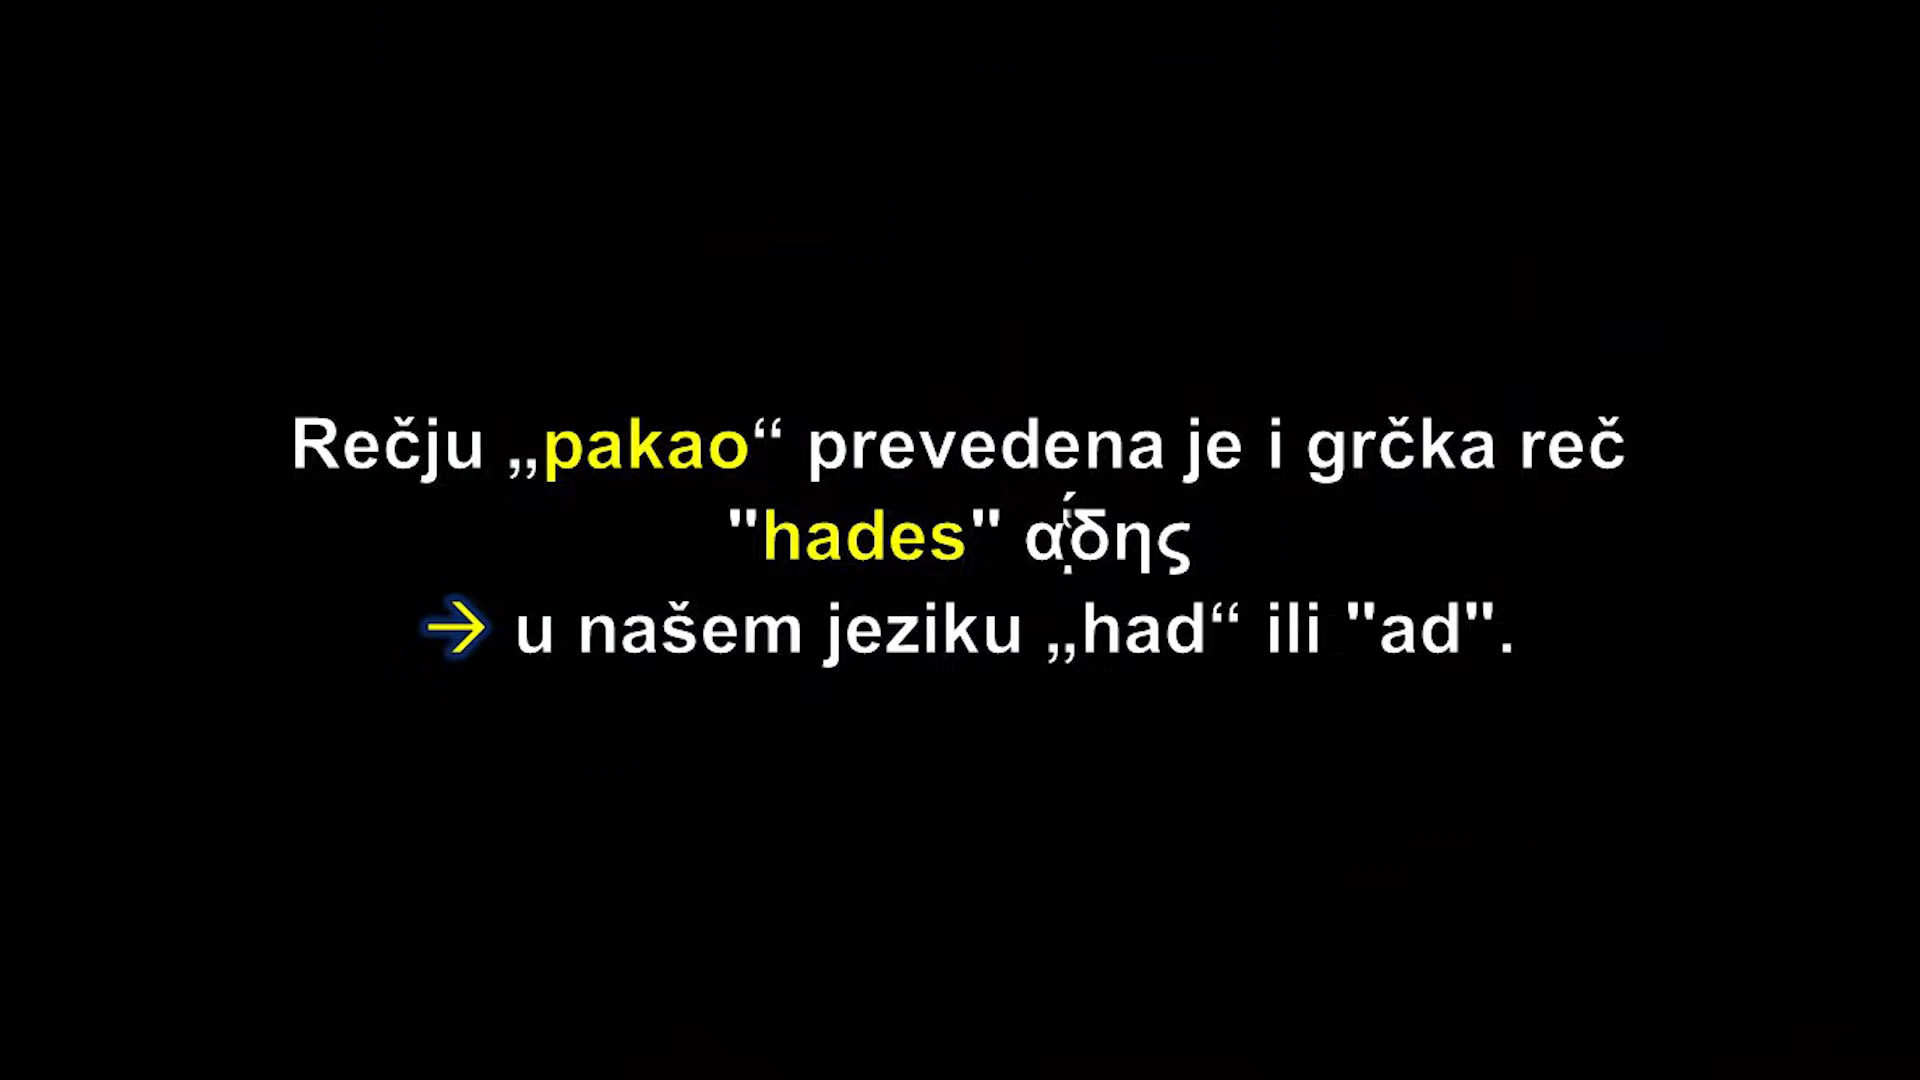 Rečju „pakao“ prevedena je i grčka reč
"hades" ᾅδης
→ u našem jeziku „had“ ili "ad".